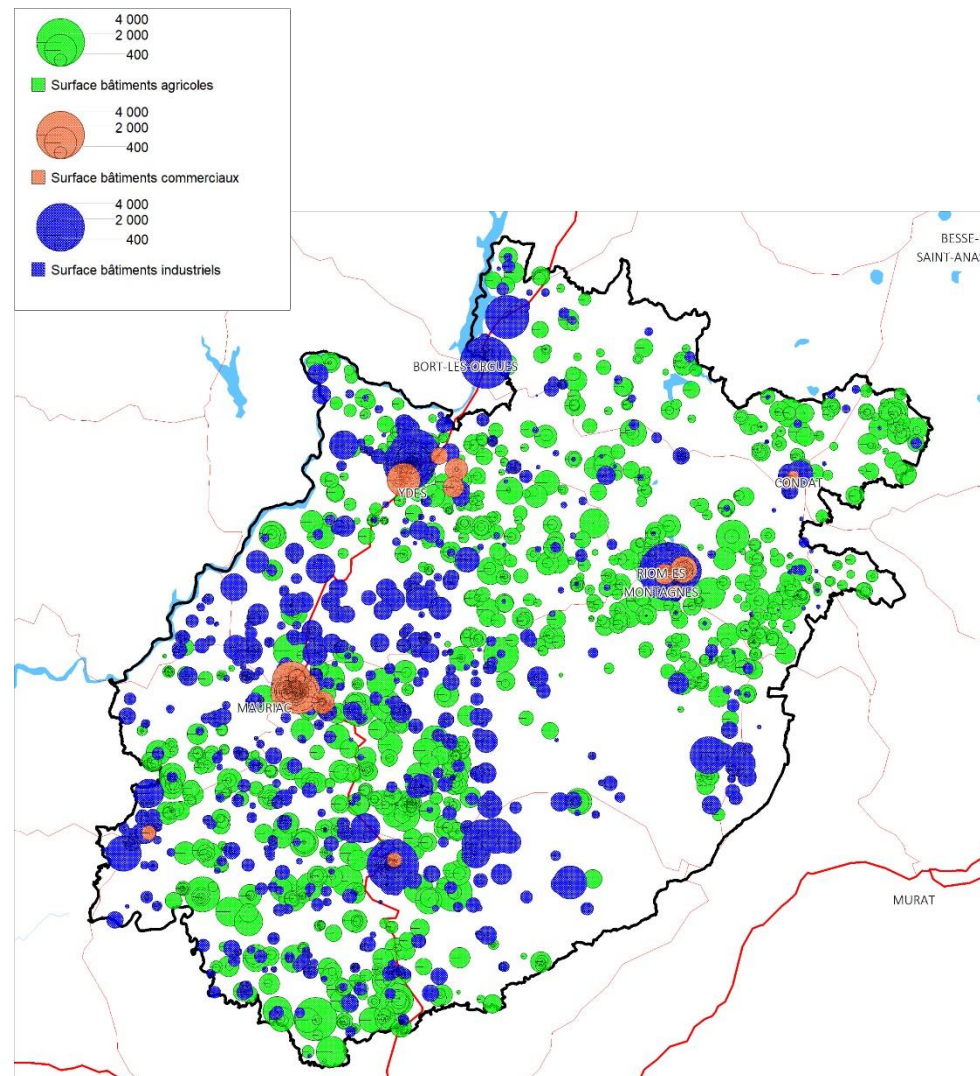 4 000
2 000
400
Surface bâtiments agricoles
4 000
2 000
400
Surface bâtiments commerciaux
4 000
2 000
400
Surface bâtiments industriels
BESSE-
SAINT-ANAS
BORT-LES-ORGUES
YDES
CONDAT
RIOM-ES-
MONTAGNES
MAURIAC
MURAT